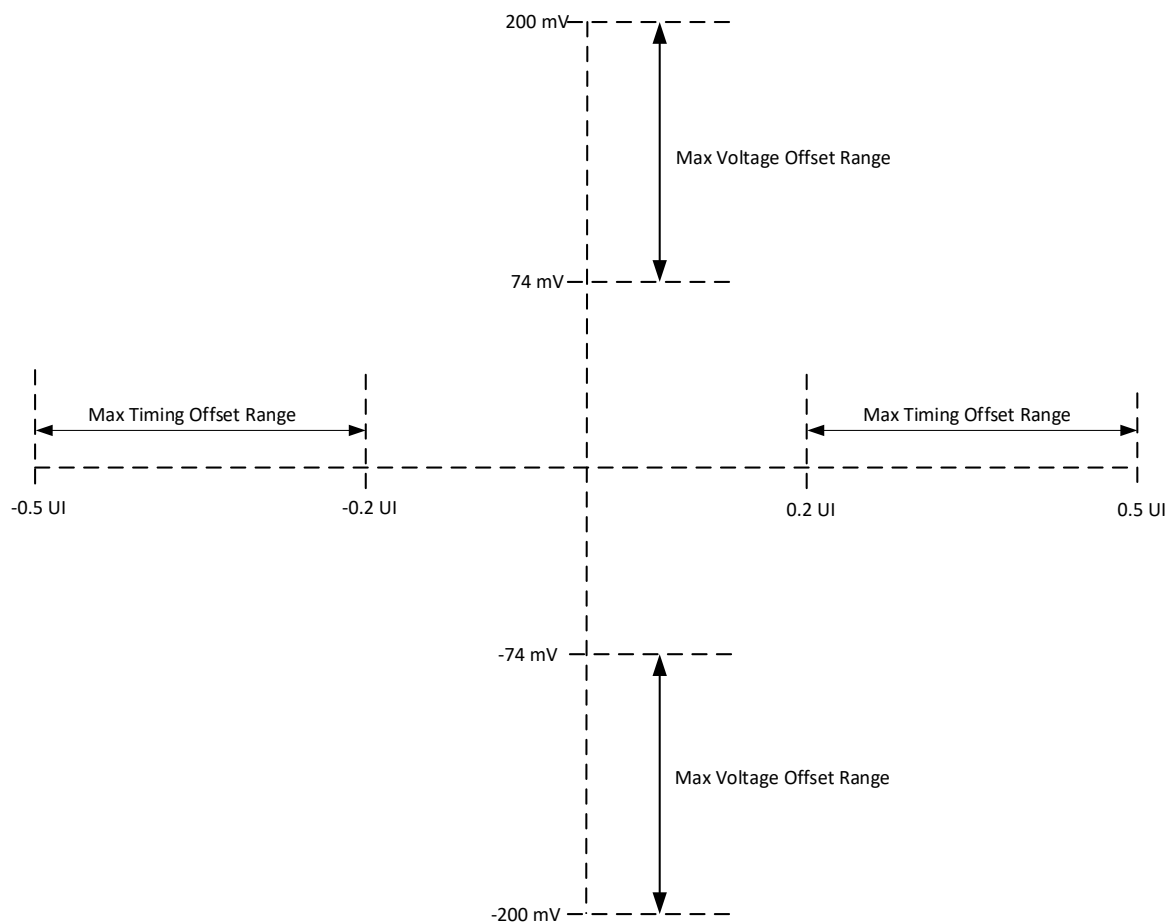 200 mV
Max Voltage Offset Range
74 mV
Max Timing Offset Range
Max Timing Offset Range
-0.5 UI
-0.2 UI
0.2 UI
0.5 UI
-74 mV
Max Voltage Offset Range
-200 mV